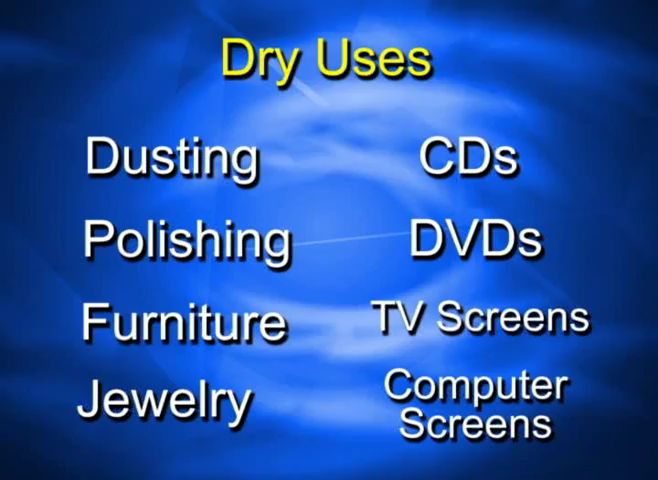 Dry Uses
Dusting
Polishing
Furniture
Jewelry
CDs
DVDs
TV Screens
Computer
Screens